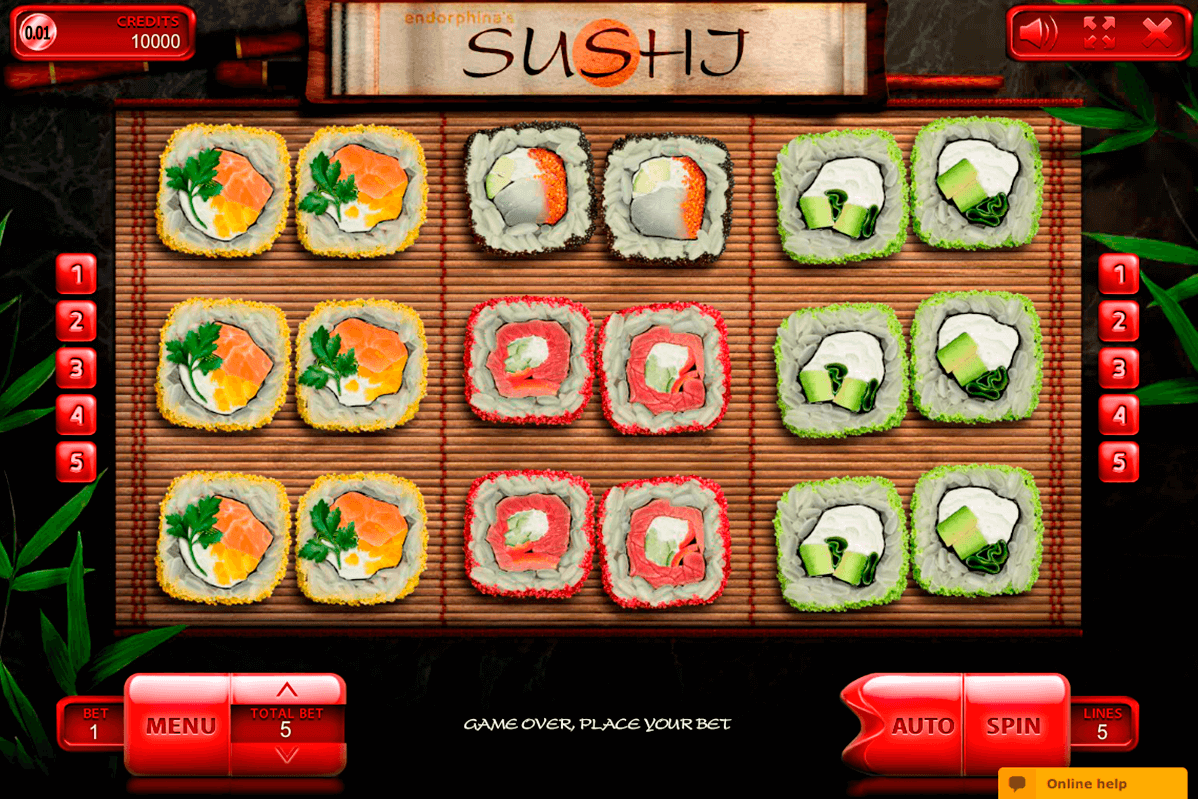 0.01
CREDITS
10000
endorphina's
SUSHI
1
2
3
4
5
1
2
3
4
5
BET
1
MENU
TOTAL BET
5
GAME OVER, PLACE YOUR BET
AUTO
SPIN
LINES
5
Online help